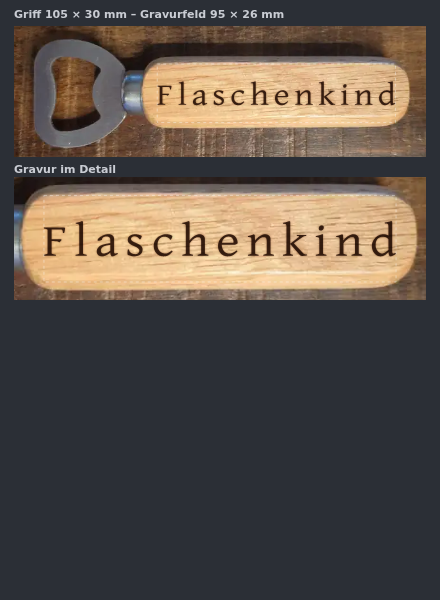 Griff 105 × 30 mm – Gravurfeld 95 × 26 mm
Flaschenkind
Gravur im Detail
Flaschenkind